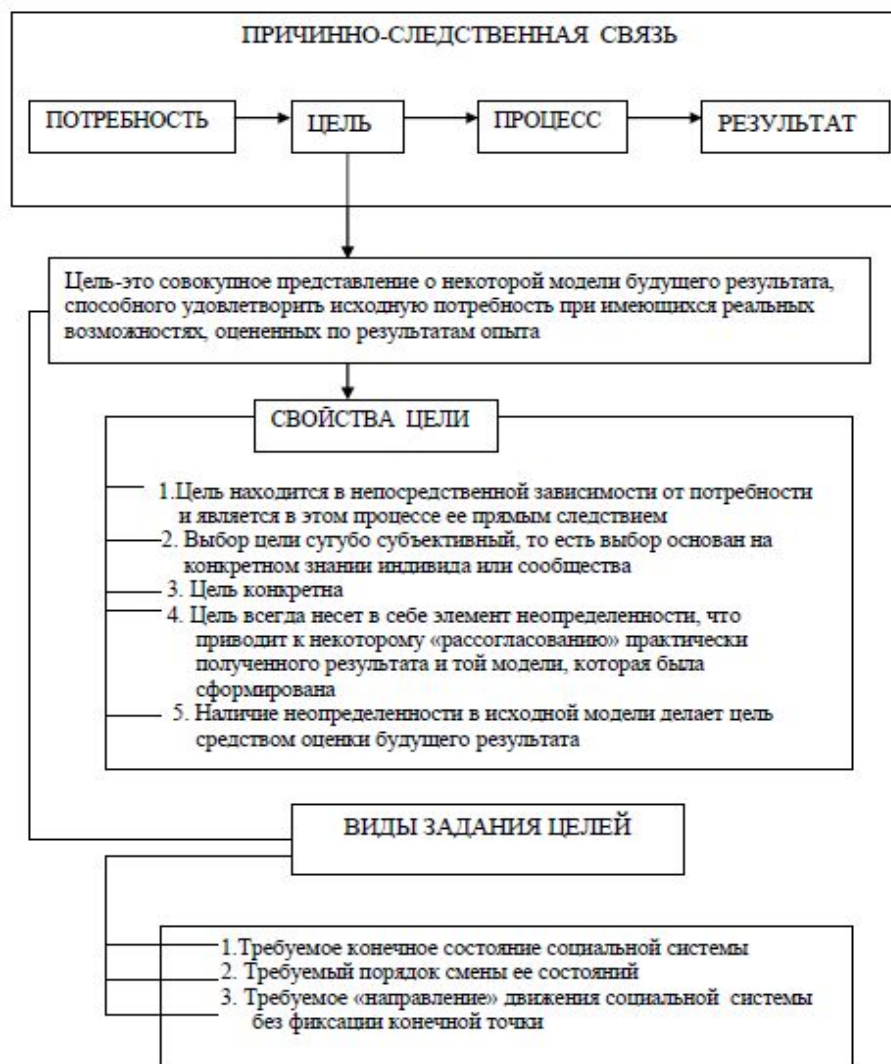 ПРИЧИННО-СЛЕДСТВЕННАЯ СВЯЗЬ
ПОТРЕБНОСТЬ
ЦЕЛЬ
ПРОЦЕСС
РЕЗУЛЬТАТ
Цель-это совокупное представление о некоторой модели будущего результата,
способного удовлетворить исходную потребность при имеющихся реальных
возможностях, оцененных по результатам опыта
СВОЙСТВА ЦЕЛИ
1.Цель находится в непосредственной зависимости от потребности
и является в этом процессе ее прямым следствием
2. Выбор цели сугубо субъективный, то есть выбор основан на
конкретном знании индивида или сообщества
3. Цель конкретна
4. Цель всегда несет в себе элемент неопределенности, что
приводит к некоторому «рассогласованию» практически
полученного результата и той модели, которая была
сформирована
5. Наличие неопределенности в исходной модели делает цель
средством оценки будущего результата
ВИДЫ ЗАДАНИЯ ЦЕЛЕЙ
1.Требуемое конечное состояние социальной системы
2. Требуемый порядок смены ее состояний
3. Требуемое «направление» движения социальной системы
без фиксации конечной точки